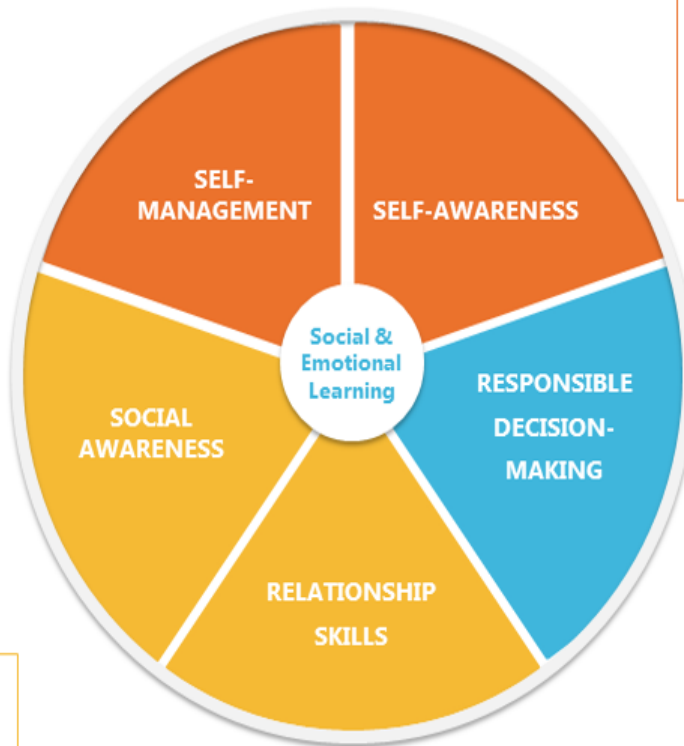 SELF-
MANAGEMENT
SELF-AWARENESS
Social &
Emotional
Learning
RESPONSIBLE
DECISION-
MAKING
SOCIAL
AWARENESS
RELATIONSHIP
SKILLS